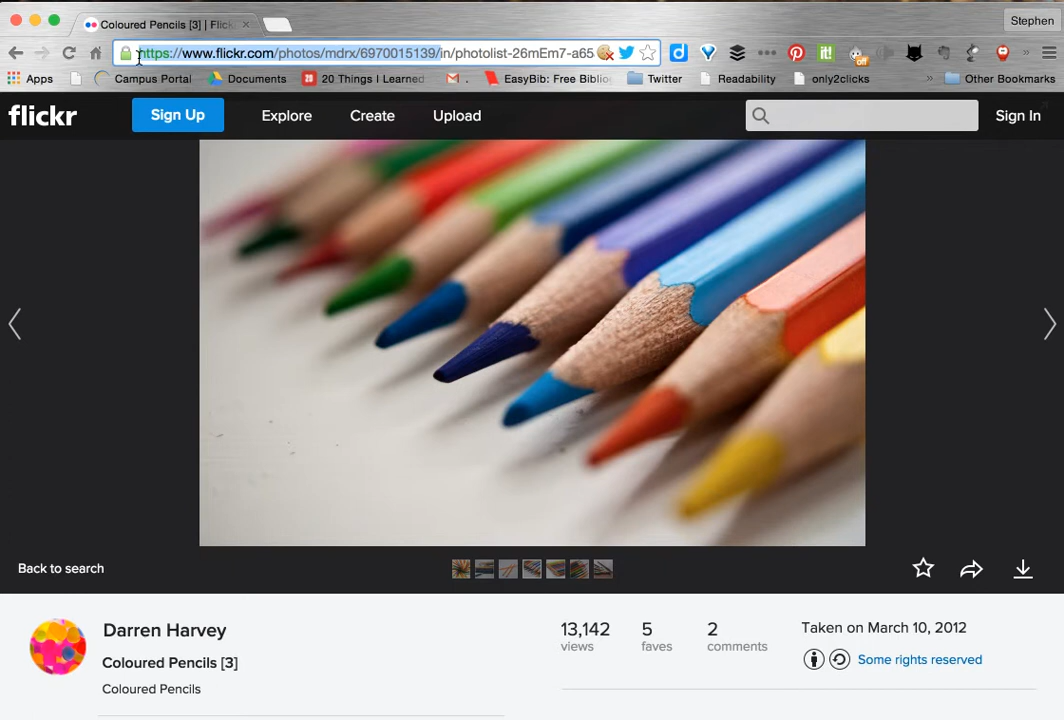 Coloured Pencils [3] | Flick
Stephen
https://www.flickr.com/photos/mdrx/6970015139/in/photolist-26mEm7-a65
Apps
Campus Portal
Documents
20 Things I Learned
EasyBib: Free Biblio
Twitter
Readability
only2clicks
» Other Bookmarks
flickr
Sign Up
Explore
Create
Upload
Sign In
Back to search
Darren Harvey
Coloured Pencils [3]
Coloured Pencils
13,142
views
5
faves
2
comments
Taken on March 10, 2012
Some rights reserved